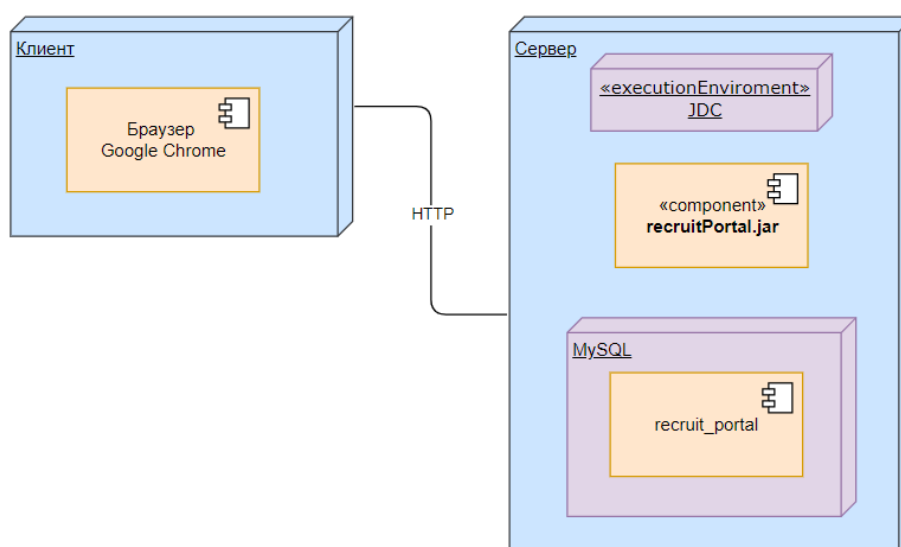 Клиент
Браузер
Google Chrome
HTTP
Сервер
«executionEnviroment»
JDC
«component»
recruitPortal.jar
MySQL
recruit_portal